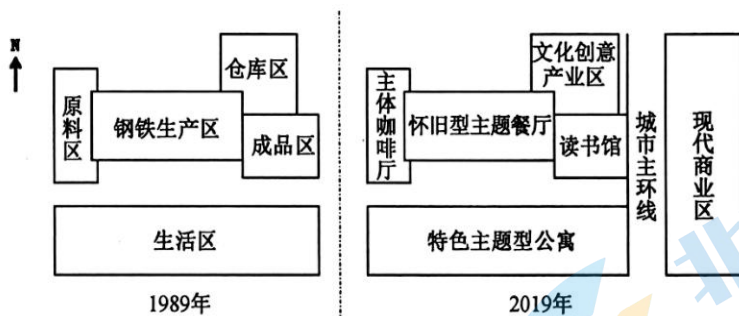 N
原料区
钢铁生产区
仓库区
成品区
生活区
1989年
主体咖啡厅
怀旧型主题餐厅
文化创意
产业区
读书馆
特色主题型公寓
城市主环线
现代商业区
2019年
北